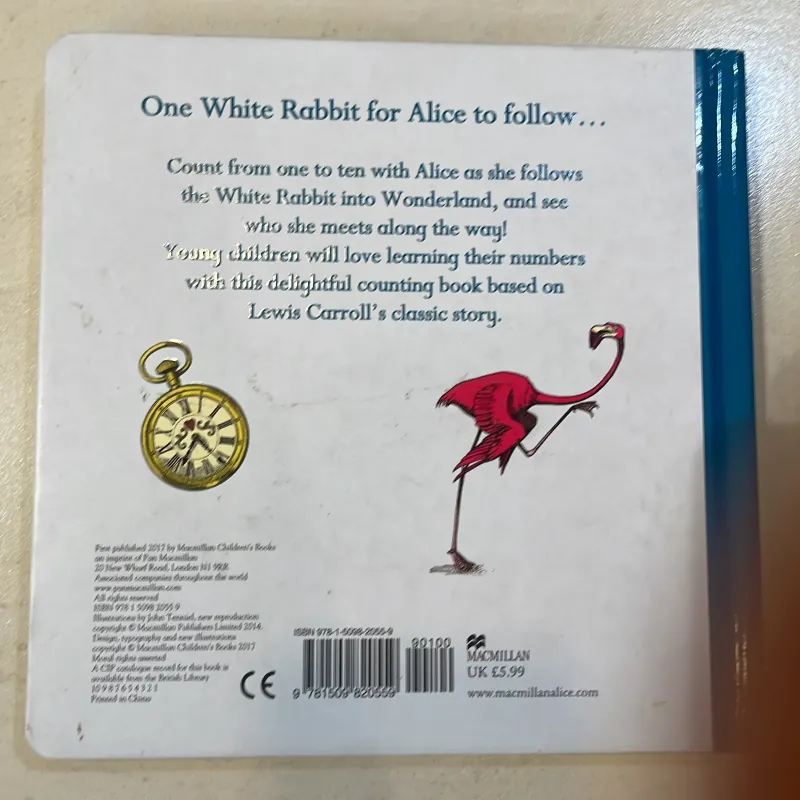 One White Rabbit for Alice to follow...
Count from one to ten with Alice as she follows
the White Rabbit into Wonderland, and see
who she meets along the way!
Young children will love learning their numbers
with this delightful counting book based on
Lewis Carroll's classic story.
First published 2017 by Macmillan Children's Books
an imprint of Pan Macmillan
20 New Wharf Road, London N1 9RR
Associated companies throughout the world
www.panmacmillan.com
All rights reserved
ISBN 978 1 5098 2055 9
Illustrations by John Tenniel, new reproduction
copyright © Macmillan Publishers Limited 2014.
Design, typography and new illustrations
copyright © Macmillan Children's Books 2017
Moral rights asserted
A CIP catalogue record for this book is
available from the British Library
10 9 8 7 6 5 4 3 2 1
Printed in China
CE
ISBN 978-1-5098-2055-9
90100
9 781509 820559
MACMILLAN
UK £5.99
www.macmillanalice.com